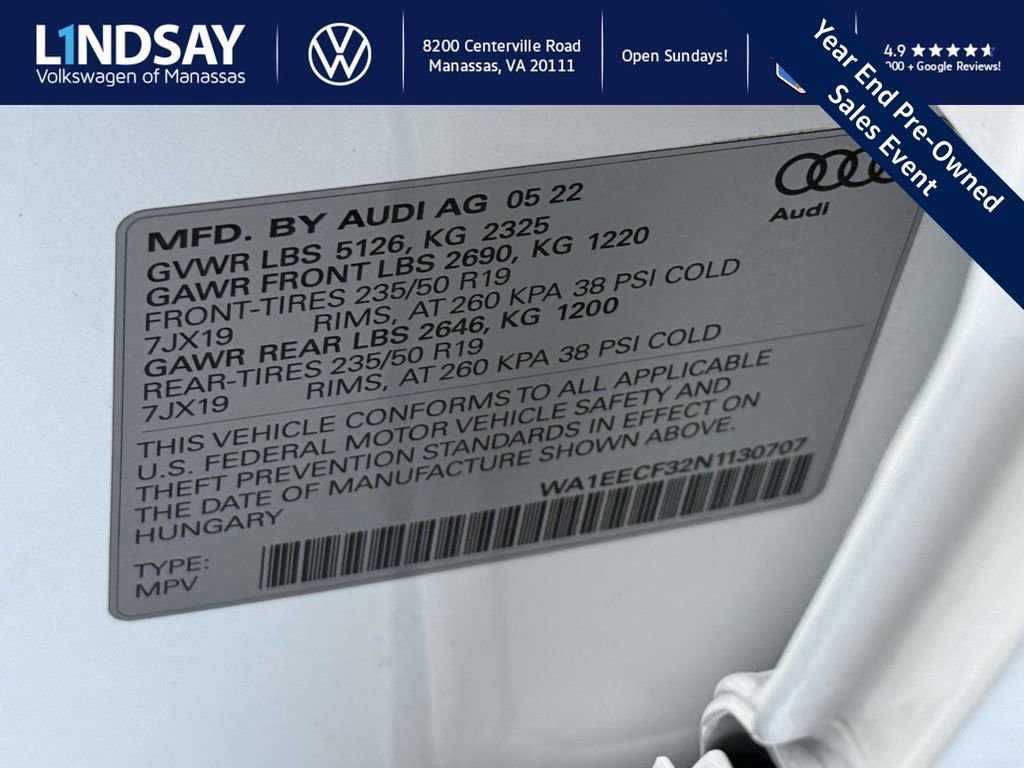 L1NDSAY
Volkswagen of Manassas
8200 Centerville Road
Manassas, VA 20111
Open Sundays!
4.9
000 + Google Reviews!
Year End Pre-Owned
Sales Event
Audi
MFD. BY AUDI AG 05 22
GVWR LBS 5126, KG 2325
GAWR FRONT LBS 2690, KG 1220
FRONT-TIRES 235/50 R19
7JX19 RIMS, AT 260 KPA 38 PSI COLD
GAWR REAR LBS 2646, KG 1200
REAR-TIRES 235/50 R19
7JX19 RIMS, AT 260 KPA 38 PSI COLD
THIS VEHICLE CONFORMS TO ALL APPLICABLE
U.S. FEDERAL MOTOR VEHICLE SAFETY AND
THEFT PREVENTION STANDARDS IN EFFECT ON
THE DATE OF MANUFACTURE SHOWN ABOVE.
HUNGARY
WA1EECF32N1130707
TYPE:
MPV